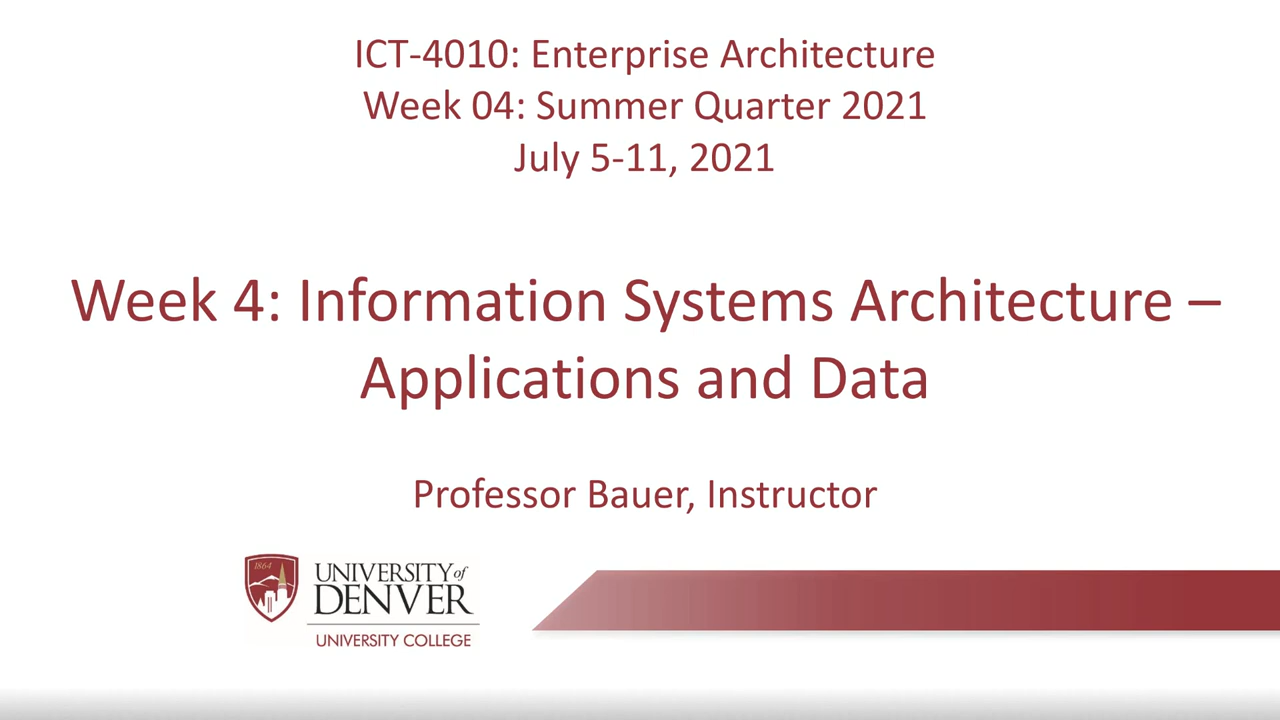 ICT-4010: Enterprise Architecture
Week 04: Summer Quarter 2021
July 5-11, 2021
Week 4: Information Systems Architecture –
Applications and Data
Professor Bauer, Instructor
1864
UNIVERSITY of
DENVER
UNIVERSITY COLLEGE